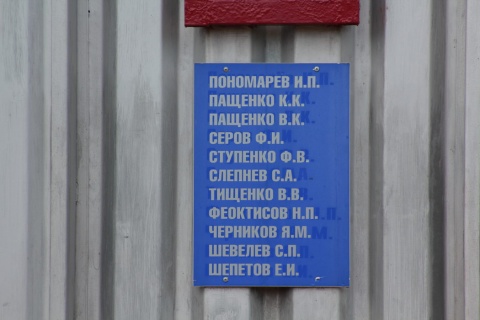 ПОНОМАРЕВ И.П.
ПАЩЕНКО К.К.
ПАЩЕНКО В.К.
СЕРОВ Ф.И.
СТУПЕНКО Ф.В.
СЛЕПНЕВ С.А.
ТИЩЕНКО В.В.
ФЕОКТИСОВ Н.П.
ЧЕРНИКОВ Я.М.
ШЕВЕЛЕВ С.П.
ШЕПЕТОВ Е.И.